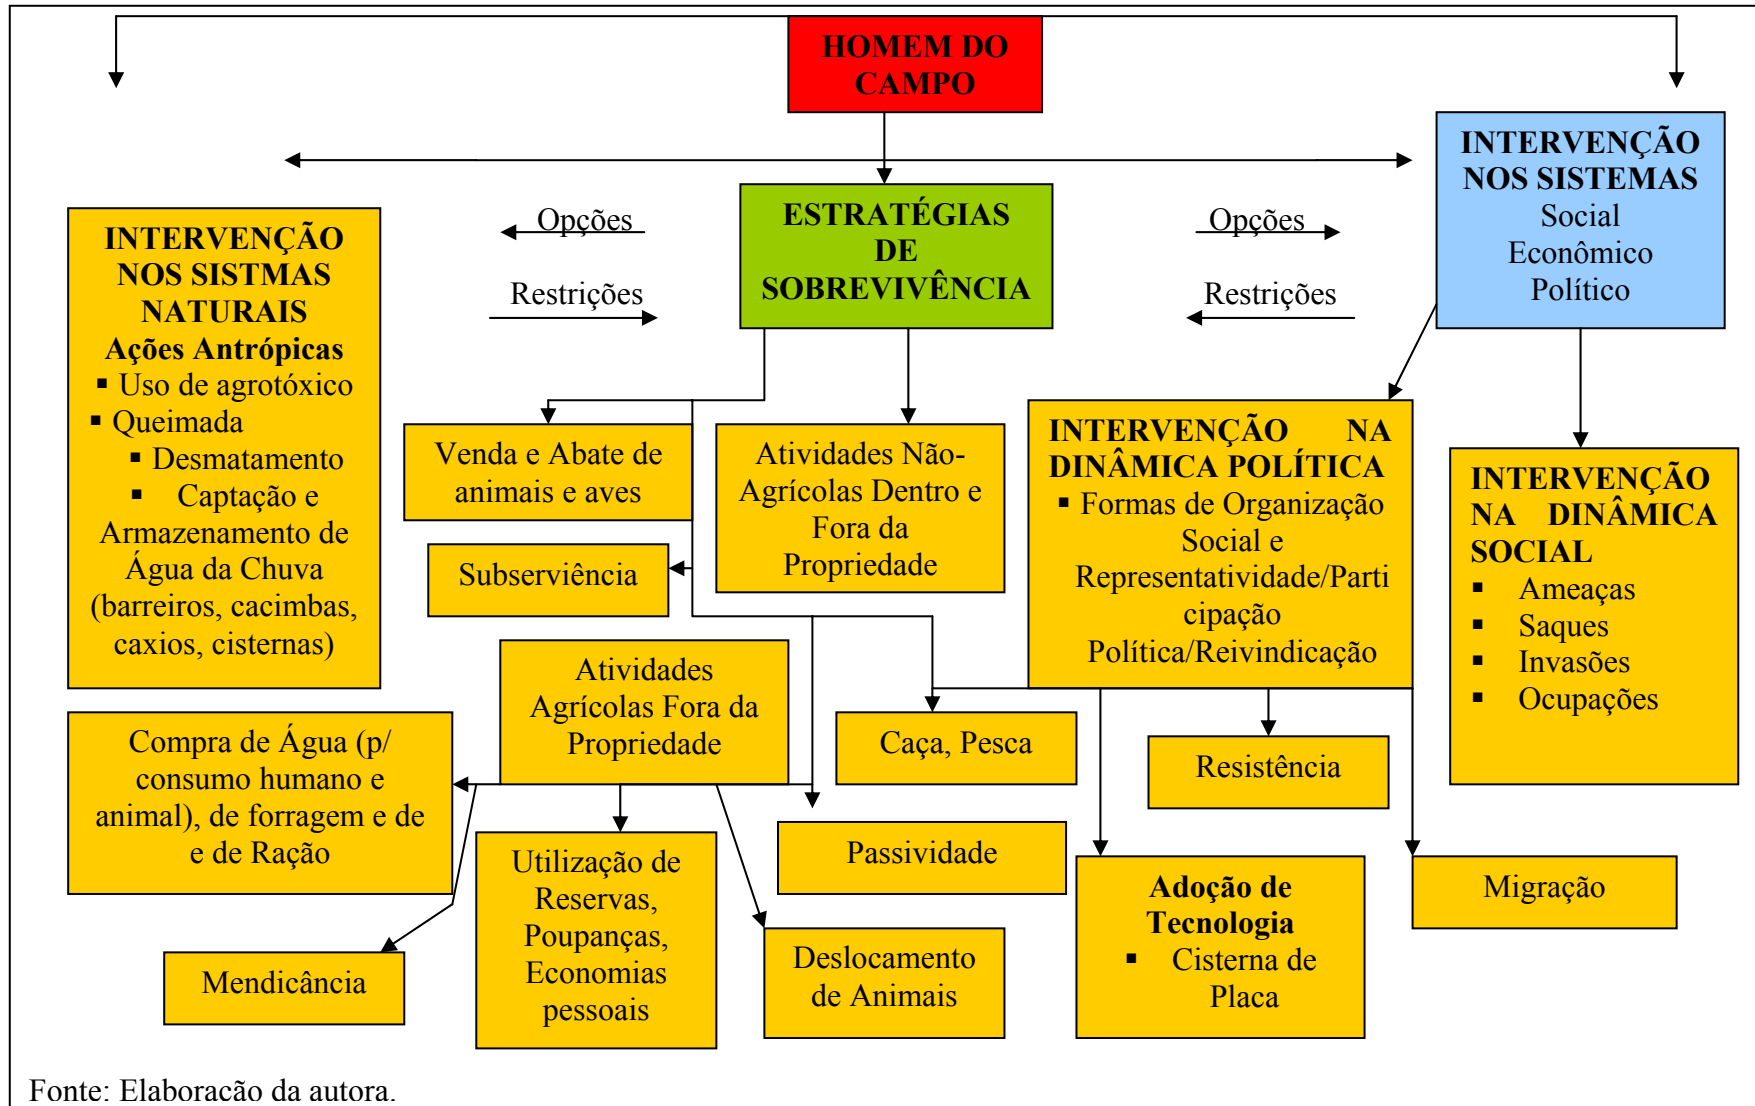 HOMEM DO
CAMPO
INTERVENÇÃO
NOS SISTEMAS
Social
Econômico
Político
ESTRATÉGIAS
DE
SOBREVIVÊNCIA
Opções
Restrições
Opções
Restrições
INTERVENÇÃO
NOS SISTMAS
NATURAIS
Ações Antrópicas
▪ Uso de agrotóxico
▪ Queimada
▪ Desmatamento
▪ Captação e
Armazenamento de
Água da Chuva
(barreiros, cacimbas,
caxios, cisternas)
Venda e Abate de
animais e aves
Atividades Não-
Agrícolas Dentro e
Fora da
Propriedade
INTERVENÇÃO NA
DINÂMICA POLÍTICA
▪ Formas de Organização
Social e
Representatividade/Parti
cipação
Política/Reivindicação
INTERVENÇÃO
NA DINÂMICA
SOCIAL
▪ Ameaças
▪ Saques
▪ Invasões
▪ Ocupações
Subserviência
Atividades
Agrícolas Fora da
Propriedade
Caça, Pesca
Resistência
Compra de Água (p/
consumo humano e
animal), de forragem e de
e de Ração
Utilização de
Reservas,
Poupanças,
Economias
pessoais
Passividade
Adoção de
Tecnologia
▪ Cisterna de
Placa
Migração
Mendicância
Deslocamento
de Animais
Fonte: Elaboração da autora.